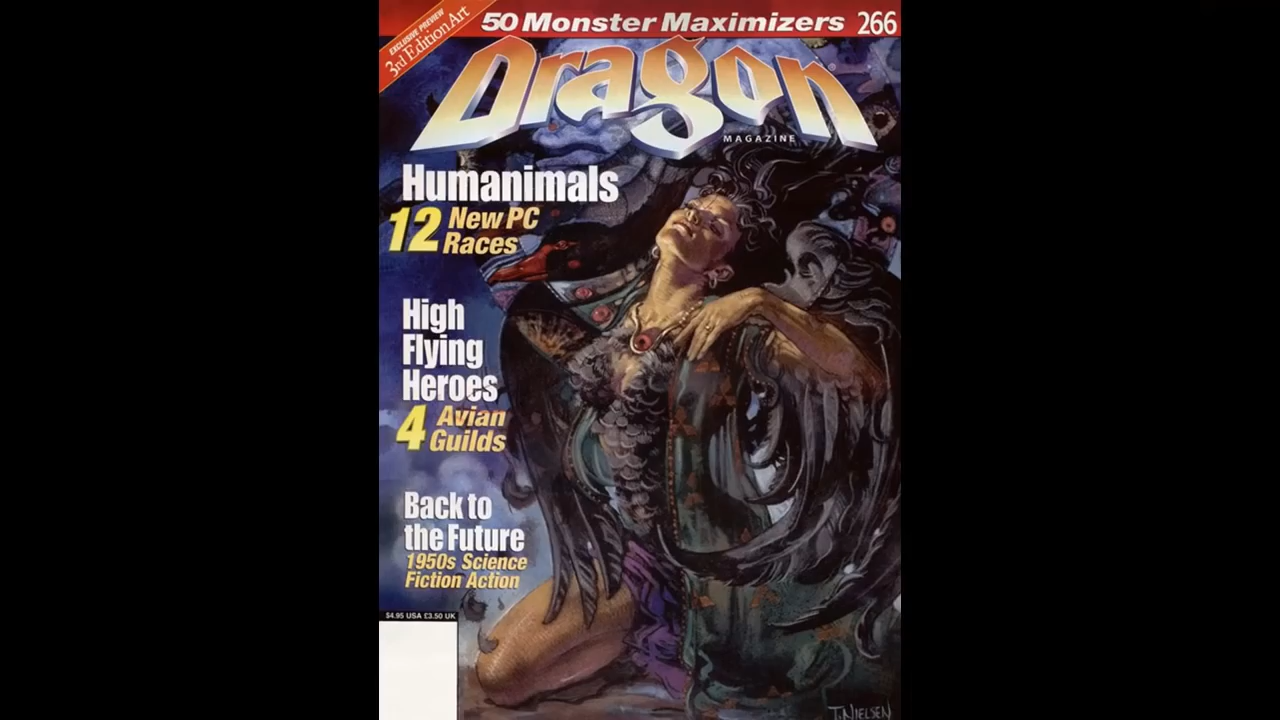 EXCLUSIVE PREVIEW
3rd Edition Art
50 Monster Maximizers 266
Dragon®
MAGAZINE
Humanimals
12 New PC
Races
High
Flying
Heroes
4 Avian
Guilds
Back to
the Future
1950s Science
Fiction Action
$4.95 USA £3.50 UK
T. NIELSEN